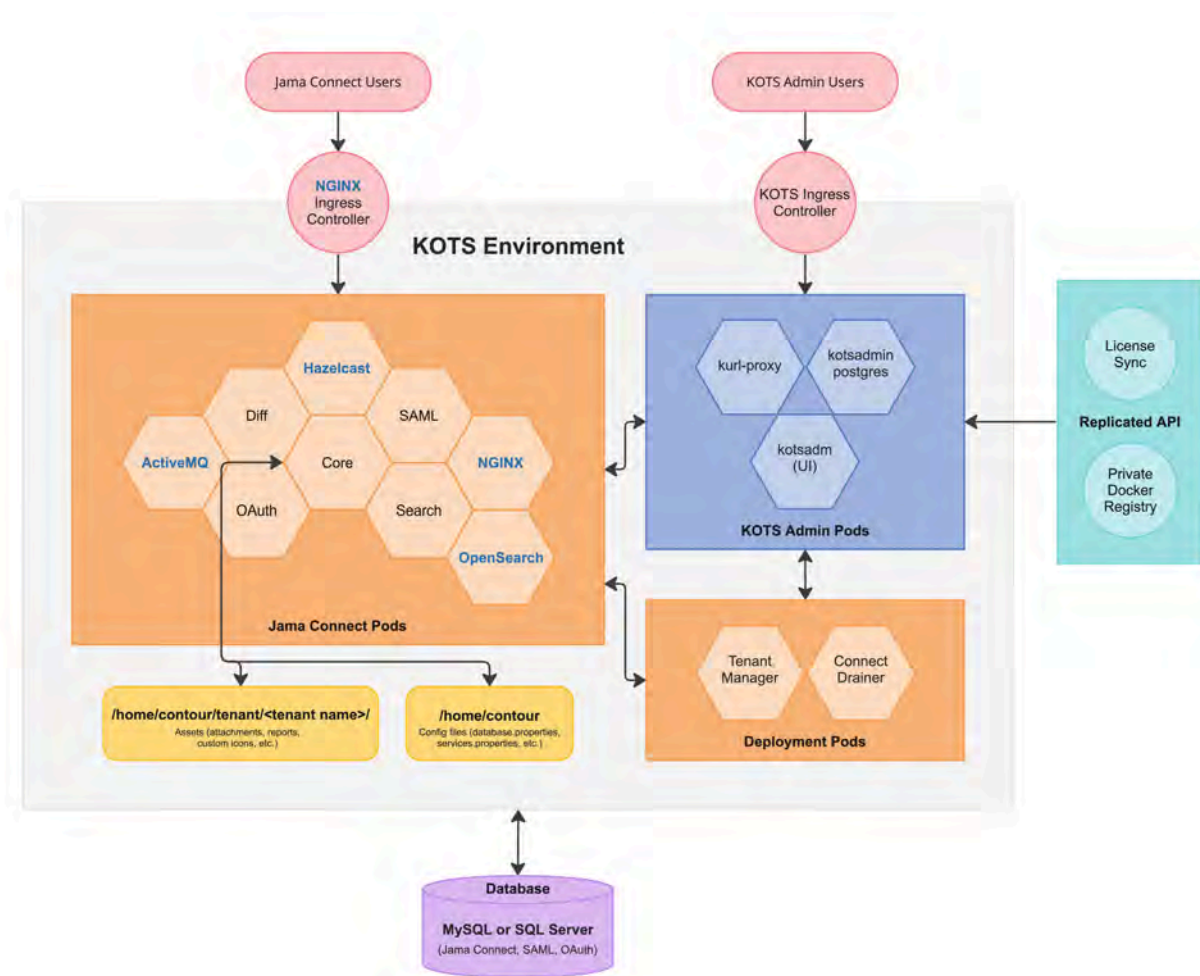 Jama Connect Users
KOTS Admin Users
NGINX
Ingress
Controller
KOTS Ingress
Controller
KOTS Environment
Hazelcast
Diff
SAML
ActiveMQ
Core
NGINX
OAuth
Search
OpenSearch
Jama Connect Pods
kurl-proxy
kotsadmin
postgres
kotsadm
(UI)
KOTS Admin Pods
License
Sync
Replicated API
Private
Docker
Registry
Tenant
Manager
Connect
Drainer
Deployment Pods
/home/contour/tenant/<tenant name>/
Assets (attachments, reports,
custom icons, etc.)
/home/contour
Config files (database.properties,
services.properties, etc.)
Database
MySQL or SQL Server
(Jama Connect, SAML, OAuth)